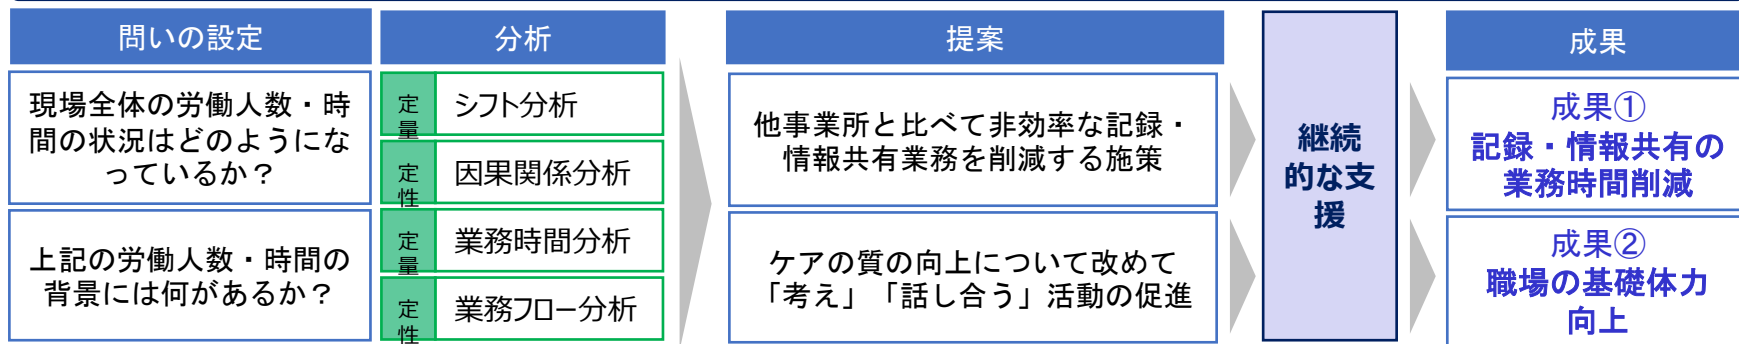 問いの設定
現場全体の労働人数・時
間の状況はどのようにな
っているか？
上記の労働人数・時間の
背景には何があるか？
分析
定量
シフト分析
定性
因果関係分析
定量
業務時間分析
定性
業務フロー分析
提案
他事業所と比べて非効率な記録・
情報共有業務を削減する施策
ケアの質の向上について改めて
「考え」「話し合う」活動の促進
継続
的な支
援
成果
成果①
記録・情報共有の
業務時間削減
成果②
職場の基礎体力
向上